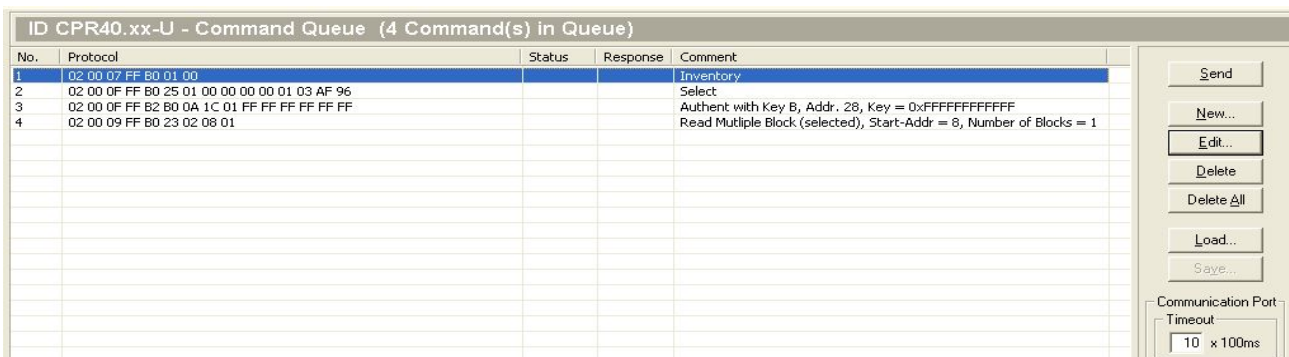 ID CPR40.xx-U - Command Queue (4 Command(s) in Queue)
No. Protocol Status Response Comment
1 02 00 07 FF B0 01 00 Inventory
2 02 00 0F FF B0 25 01 00 00 00 00 01 03 AF 96 Select
3 02 00 0F FF B2 B0 0A 1C 01 FF FF FF FF FF FF Authent with Key B, Addr. 28, Key = 0xFFFFFFFFFFFF
4 02 00 09 FF B0 23 02 08 01 Read Mutliple Block (selected), Start-Addr = 8, Number of Blocks = 1
Send
New...
Edit...
Delete
Delete All
Load...
Save...
Communication Port
Timeout
10 x 100ms